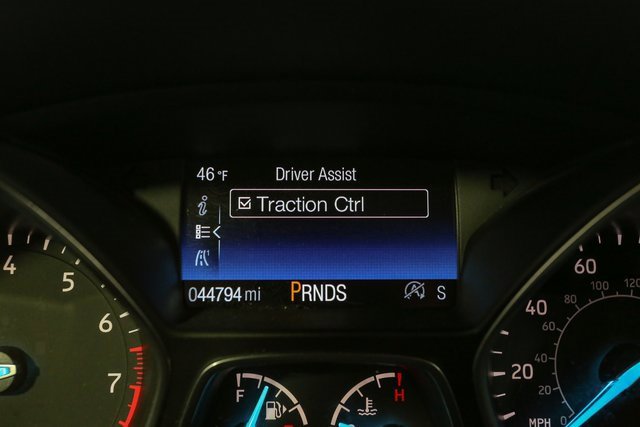 46 °F Driver Assist
Traction Ctrl
044794 mi PRNDS S
4 5 6 7
F H
20 40 60
0 20 40 60 80 100 120
MPH